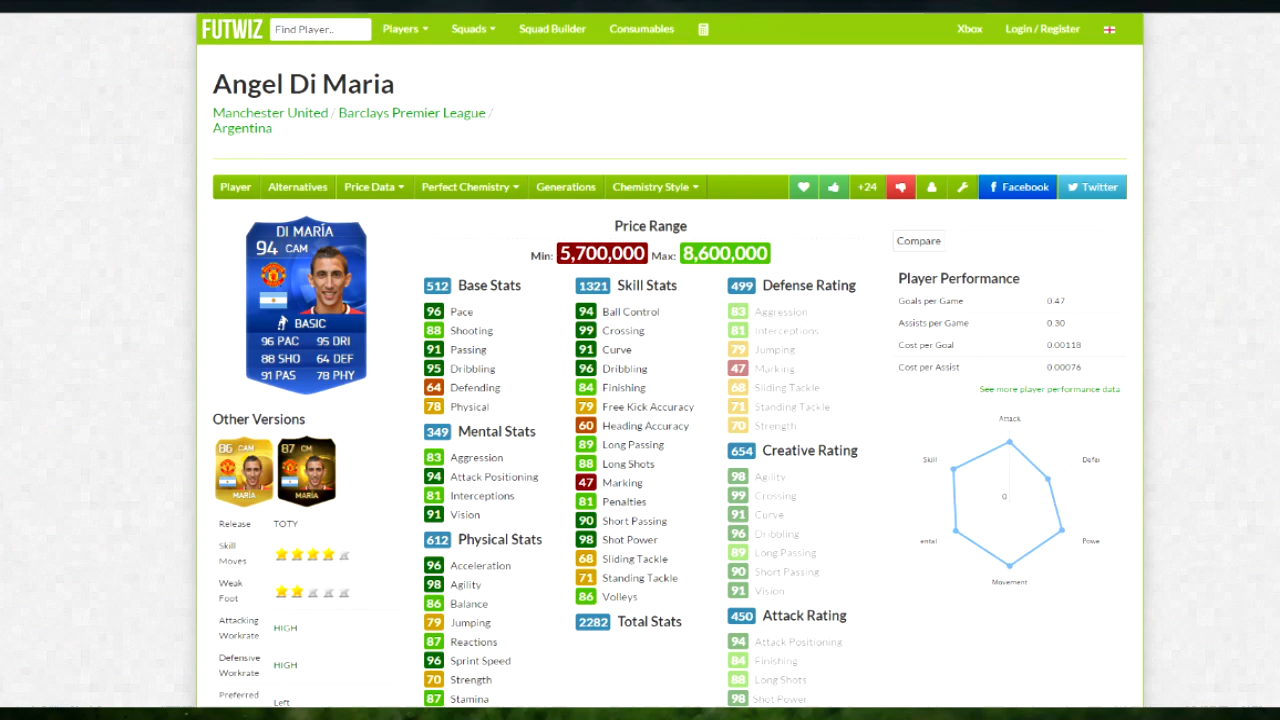 FUTWIZ Find Player.. Players Squads Squad Builder Consumables Xbox Login / Register
Angel Di Maria
Manchester United / Barclays Premier League /
Argentina
Player Alternatives Price Data Perfect Chemistry Generations Chemistry Style +24 Facebook Twitter
DI MARÍA
94 CAM
BASIC
96 PAC 95 DRI
88 SHO 64 DEF
91 PAS 78 PHY
Other Versions
86 CAM
MARIA
87 CM
MARIA
Release TOTY
Skill
Moves
Weak
Foot
Attacking
Workrate
HIGH
Defensive
Workrate
HIGH
Preferred
Left
Price Range
Min: 5,700,000 Max: 8,600,000
512 Base Stats
96 Pace
88 Shooting
91 Passing
95 Dribbling
64 Defending
78 Physical
349 Mental Stats
83 Aggression
94 Attack Positioning
81 Interceptions
91 Vision
612 Physical Stats
96 Acceleration
98 Agility
86 Balance
79 Jumping
87 Reactions
96 Sprint Speed
70 Strength
87 Stamina
1321 Skill Stats
94 Ball Control
99 Crossing
91 Curve
96 Dribbling
84 Finishing
79 Free Kick Accuracy
60 Heading Accuracy
89 Long Passing
88 Long Shots
47 Marking
81 Penalties
90 Short Passing
98 Shot Power
68 Sliding Tackle
71 Standing Tackle
86 Volleys
2282 Total Stats
499 Defense Rating
83 Aggression
81 Interceptions
79 Jumping
47 Marking
68 Sliding Tackle
71 Standing Tackle
70 Strength
654 Creative Rating
98 Agility
99 Crossing
91 Curve
96 Dribbling
89 Long Passing
90 Short Passing
91 Vision
450 Attack Rating
94 Attack Positioning
84 Finishing
88 Long Shots
98 Shot Power
Compare
Player Performance
Goals per Game 0.47
Assists per Game 0.30
Cost per Goal 0.00118
Cost per Assist 0.00076
See more player performance data
Attack
Skill
Defe
0
ental
Powe
Movement